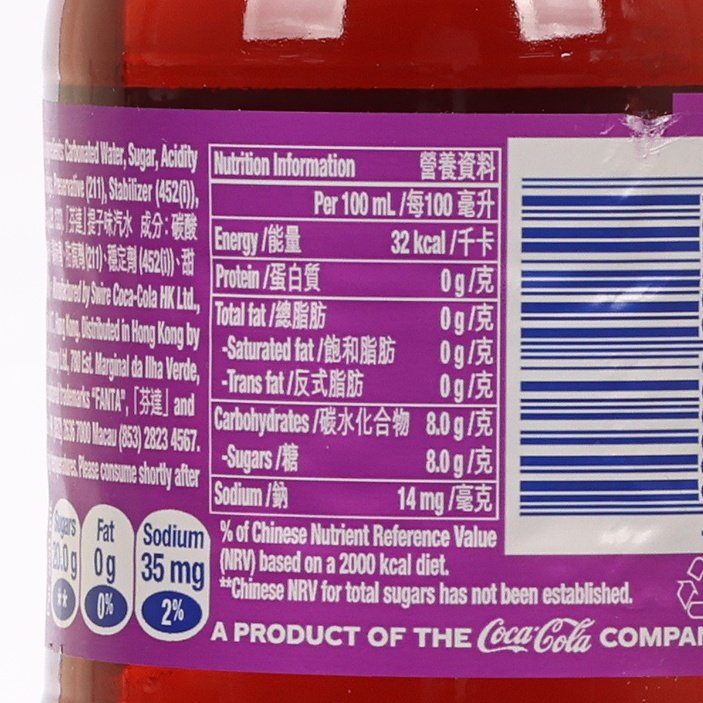 Carbonated Water, Sugar, Acidity
Preservative (211), Stabilizer (452(i)),
「芬達」提子味汽水 成分：碳酸
(211)、穩定劑 (452(i))、甜
Manufactured by Swire Coca-Cola HK Ltd.,
Hong Kong. Distributed in Hong Kong by
Ltd, 780 Est. Marginal da Ilha Verde,
trademarks "FANTA", 「芬達」 and
Macau (853) 2823 4567.
Please consume shortly after
Sugars
20.0 g
**
Fat
0 g
0%
Sodium
35 mg
2%
Nutrition Information 營養資料
Per 100 mL /每100 毫升
Energy /能量 32 kcal /千卡
Protein /蛋白質 0 g /克
Total fat /總脂肪 0 g /克
-Saturated fat /飽和脂肪 0 g /克
-Trans fat /反式脂肪 0 g /克
Carbohydrates /碳水化合物 8.0 g /克
-Sugars /糖 8.0 g /克
Sodium /鈉 14 mg /毫克
% of Chinese Nutrient Reference Value
(NRV) based on a 2000 kcal diet.
**Chinese NRV for total sugars has not been established.
A PRODUCT OF THE Coca-Cola COMPAN